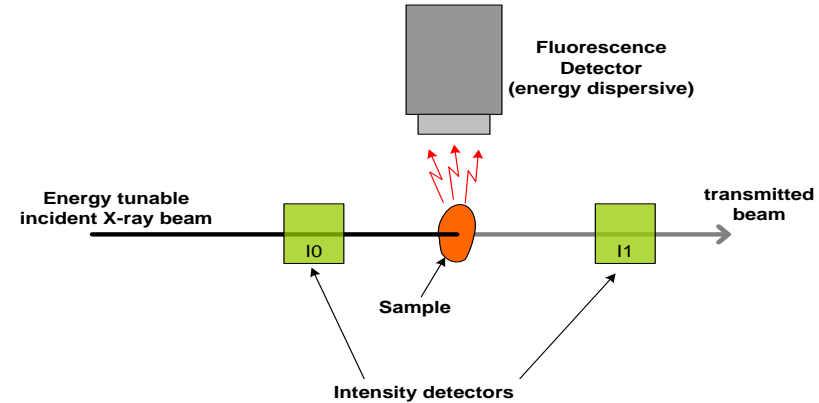 Fluorescence
Detector
(energy dispersive)
Energy tunable
incident X-ray beam
transmitted
beam
I0
I1
Sample
Intensity detectors